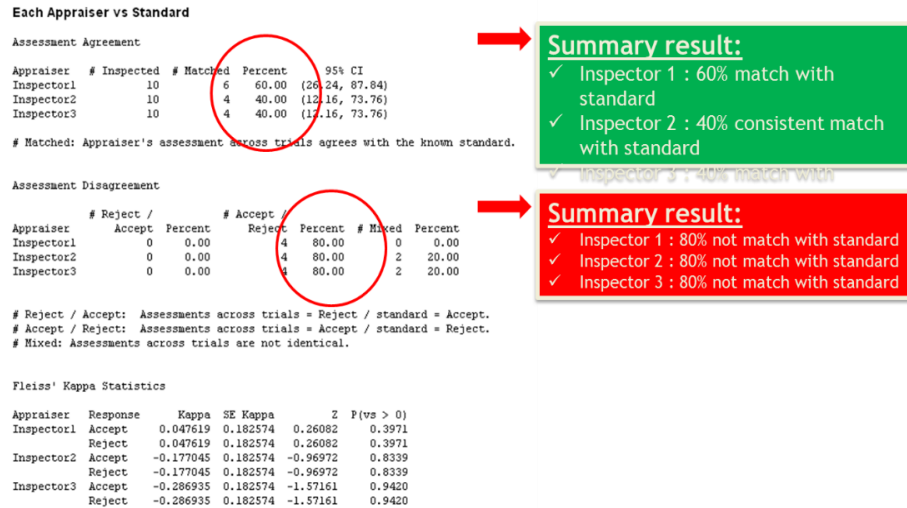 Each Appraiser vs Standard
Assessment Agreement
Appraiser # Inspected # Matched Percent 95% CI
Inspector1 10 6 60.00 (26.24, 87.84)
Inspector2 10 4 40.00 (12.16, 73.76)
Inspector3 10 4 40.00 (12.16, 73.76)
# Matched: Appraiser's assessment across trials agrees with the known standard.
Summary result:
✓ Inspector 1 : 60% match with
standard
✓ Inspector 2 : 40% consistent match
with standard
✓ Inspector 3 : 40% match with
Assessment Disagreement
# Reject / # Accept /
Appraiser Accept Percent Reject Percent # Mixed Percent
Inspector1 0 0.00 4 80.00 0 0.00
Inspector2 0 0.00 4 80.00 2 20.00
Inspector3 0 0.00 4 80.00 2 20.00
# Reject / Accept: Assessments across trials = Reject / standard = Accept.
# Accept / Reject: Assessments across trials = Accept / standard = Reject.
# Mixed: Assessments across trials are not identical.
Summary result:
✓ Inspector 1 : 80% not match with standard
✓ Inspector 2 : 80% not match with standard
✓ Inspector 3 : 80% not match with standard
Fleiss' Kappa Statistics
Appraiser Response Kappa SE Kappa Z P(vs > 0)
Inspector1 Accept 0.047619 0.182574 0.26082 0.3971
Reject 0.047619 0.182574 0.26082 0.3971
Inspector2 Accept -0.177045 0.182574 -0.96972 0.8339
Reject -0.177045 0.182574 -0.96972 0.8339
Inspector3 Accept -0.286935 0.182574 -1.57161 0.9420
Reject -0.286935 0.182574 -1.57161 0.9420